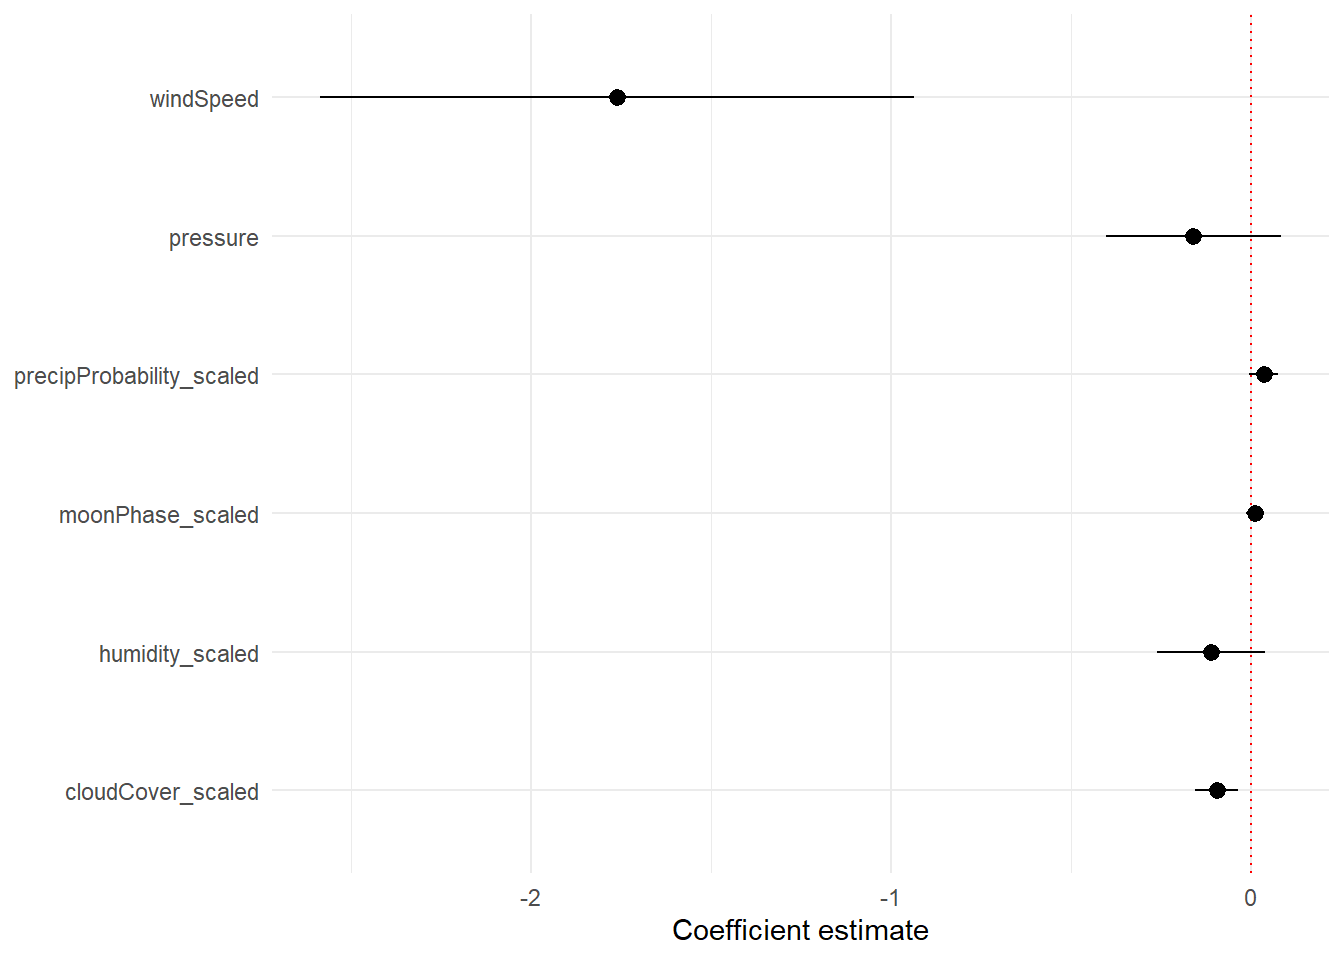 windSpeed
pressure
precipProbability_scaled
moonPhase_scaled
humidity_scaled
cloudCover_scaled
-2 -1 0
Coefficient estimate